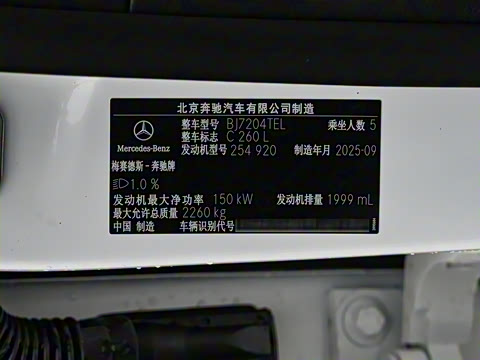 北京奔驰汽车有限公司制造
整车型号 BJ7204TEL 乘坐人数 5
整车标志 C 260 L
Mercedes-Benz 发动机型号 254 920 制造年月 2025-09
梅赛德斯-奔驰牌
1.0 %
发动机最大净功率 150 kW 发动机排量 1999 mL
最大允许总质量 2260 kg
中国 制造 车辆识别代号